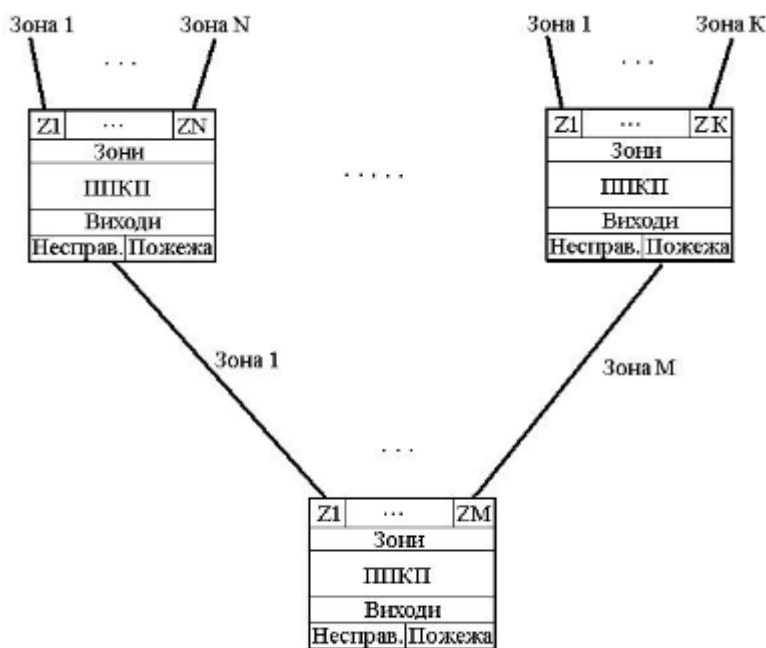 Зона 1
Зона N
Зона 1
Зона К
. . .
. . .
Z1 ... ZN
Z1 ... Z К
Зони
Зони
.....
ППКП
ППКП
Виходи
Виходи
Несправ. Пожежа
Несправ. Пожежа
Зона 1
Зона М
. . .
Z1 ... ZM
Зони
ППКП
Виходи
Несправ. Пожежа